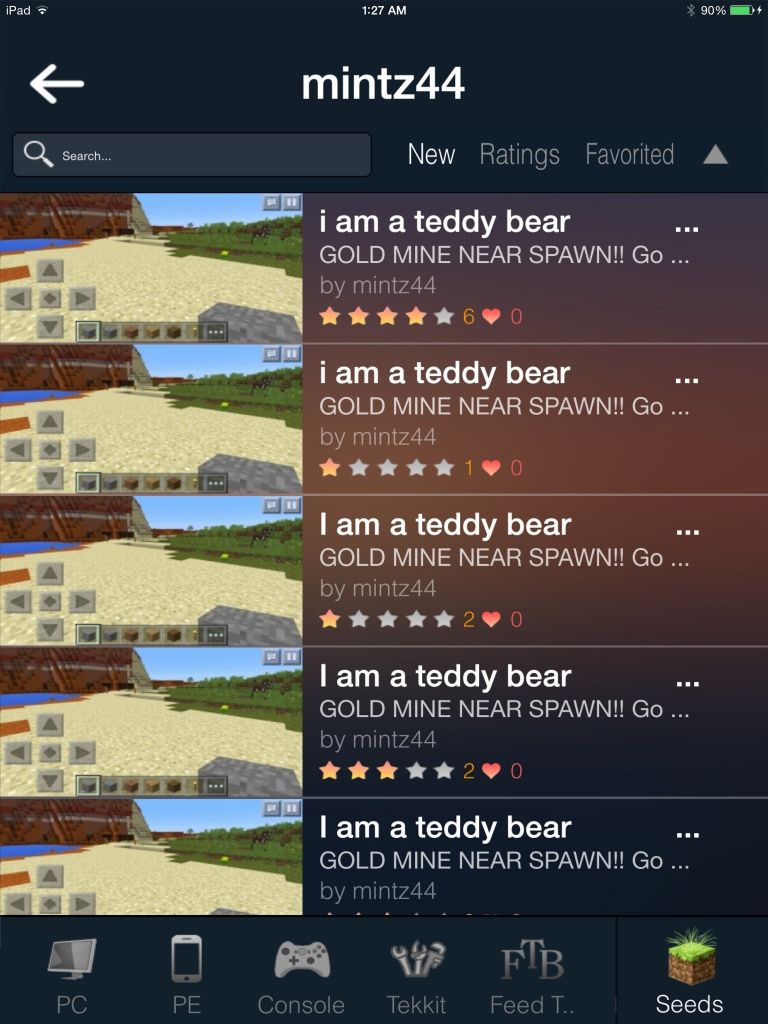 iPad 1:27 AM 90%
mintz44
Search... New Ratings Favorited
i am a teddy bear ...
GOLD MINE NEAR SPAWN!! Go ...
by mintz44
6 0
i am a teddy bear ...
GOLD MINE NEAR SPAWN!! Go ...
by mintz44
1 0
I am a teddy bear ...
GOLD MINE NEAR SPAWN!! Go ...
by mintz44
2 0
I am a teddy bear ...
GOLD MINE NEAR SPAWN!! Go ...
by mintz44
2 0
I am a teddy bear ...
GOLD MINE NEAR SPAWN!! Go ...
by mintz44
FTB
PC PE Console Tekkit Feed T.. Seeds